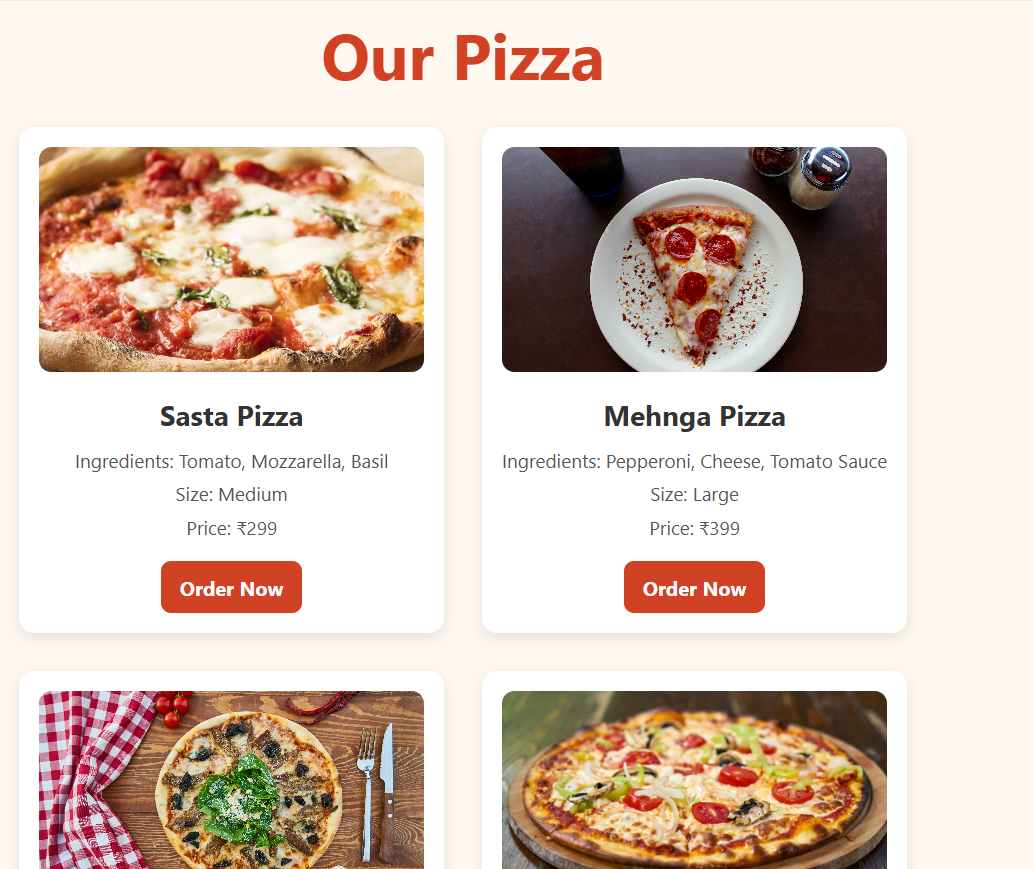 Our Pizza
Sasta Pizza
Ingredients: Tomato, Mozzarella, Basil
Size: Medium
Price: ₹299
Order Now
Mehnga Pizza
Ingredients: Pepperoni, Cheese, Tomato Sauce
Size: Large
Price: ₹399
Order Now